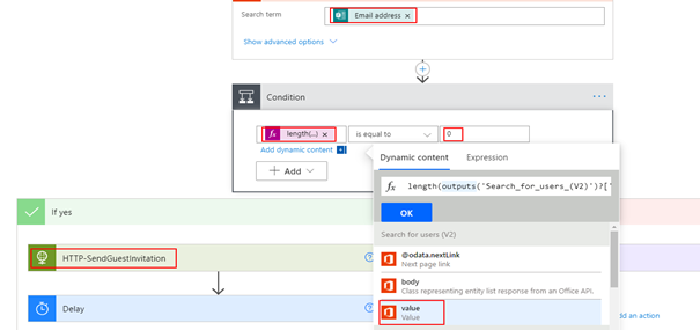 Search term
Email address x
Show advanced options
Condition
length(...) x
is equal to
0
Add dynamic content
Add
Dynamic content Expression
fx length(outputs('Search_for_users_(V2)')?['
OK
If yes
Search for users (V2)
HTTP-SendGuestInvitation
@odata.nextLink
Next page link
body
Class representing entity list response from an Office API.
Delay
value
Value
dd an action